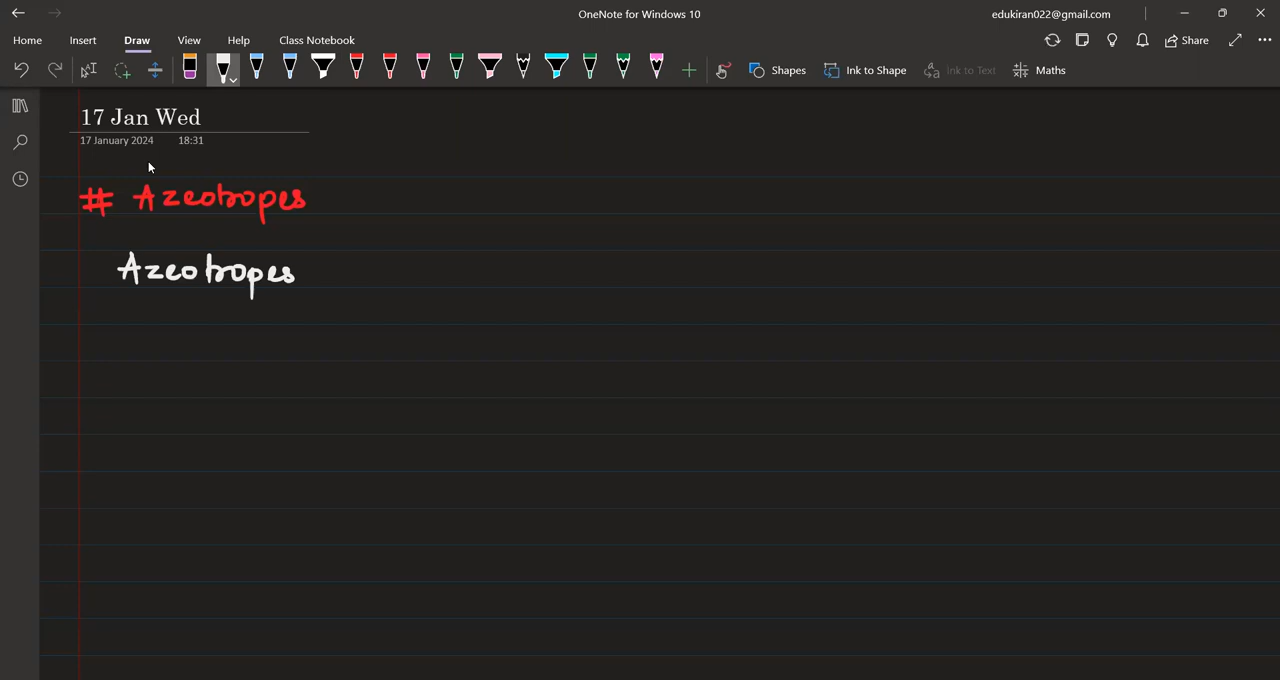 OneNote for Windows 10
edukiran022@gmail.com
Home Insert Draw View Help Class Notebook
Share
Shapes Ink to Shape Ink to Text Maths
17 Jan Wed
17 January 2024 18:31
# Azeotropes
Azeotropes